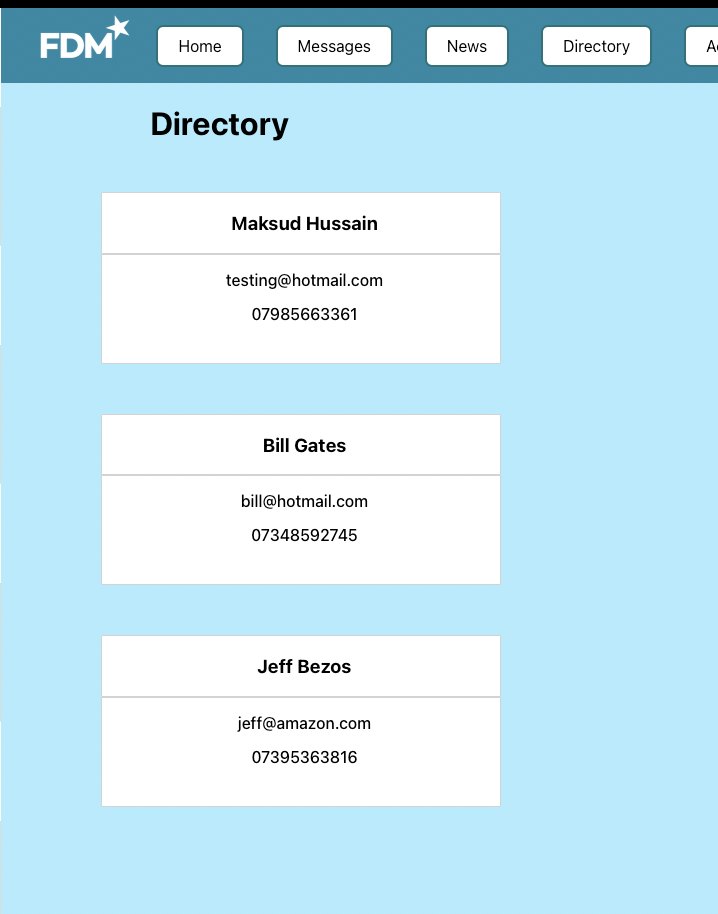 FDM
Home Messages News Directory
Directory
Maksud Hussain
testing@hotmail.com
07985663361
Bill Gates
bill@hotmail.com
07348592745
Jeff Bezos
jeff@amazon.com
07395363816